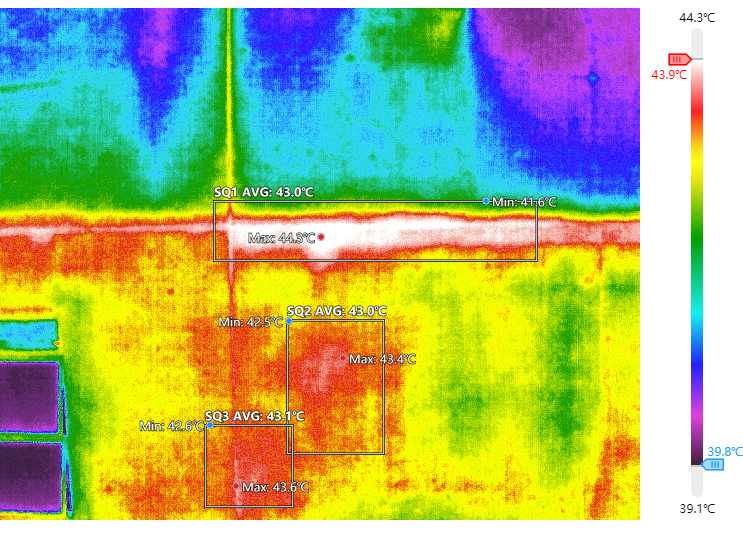 44.3℃
43.9℃
SQ1 AVG: 43.0℃
Min: 41.6℃
Max: 44.3℃
SQ2 AVG: 43.0℃
Min: 42.5℃
Max: 43.4℃
SQ3 AVG: 43.1℃
Min: 42.6℃
Max: 43.6℃
39.8℃
39.1℃